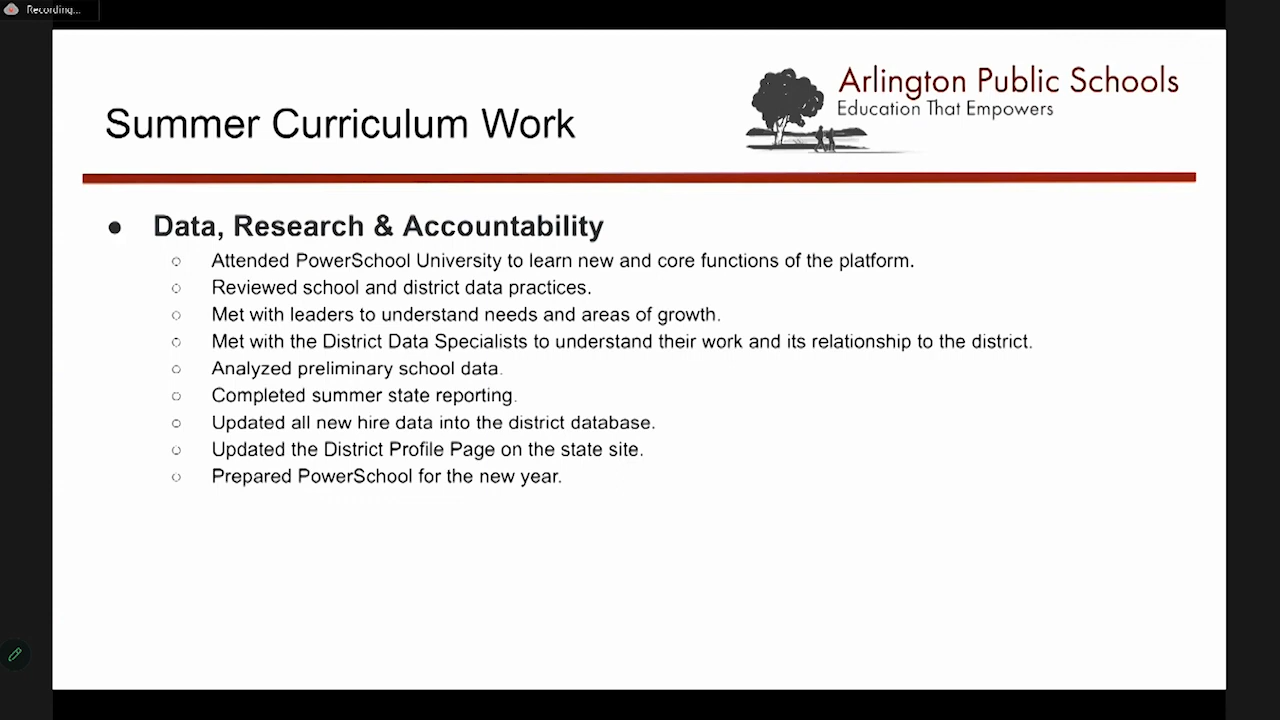 Recording...
Arlington Public Schools
Education That Empowers
Summer Curriculum Work
● Data, Research & Accountability
○ Attended PowerSchool University to learn new and core functions of the platform.
○ Reviewed school and district data practices.
○ Met with leaders to understand needs and areas of growth.
○ Met with the District Data Specialists to understand their work and its relationship to the district.
○ Analyzed preliminary school data.
○ Completed summer state reporting.
○ Updated all new hire data into the district database.
○ Updated the District Profile Page on the state site.
○ Prepared PowerSchool for the new year.